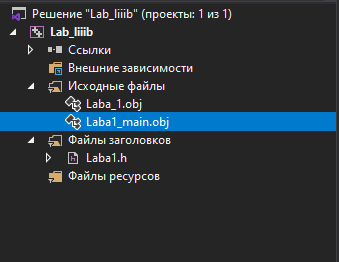 Решение "Lab_liiib" (проекты: 1 из 1)
Lab_liiib
Ссылки
Внешние зависимости
Исходные файлы
Laba_1.obj
Laba1_main.obj
Файлы заголовков
Laba1.h
Файлы ресурсов